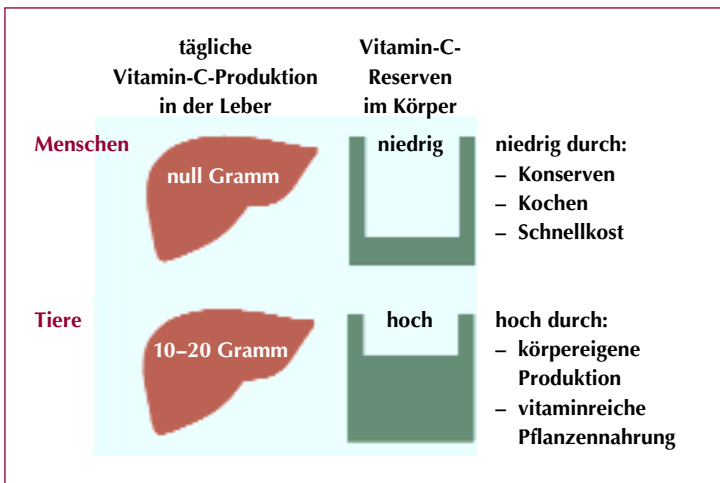 tägliche
Vitamin-C-Produktion
in der Leber
Vitamin-C-
Reserven
im Körper
Menschen
null Gramm
niedrig
niedrig durch:
– Konserven
– Kochen
– Schnellkost
Tiere
10–20 Gramm
hoch
hoch durch:
– körpereigene
Produktion
– vitaminreiche
Pflanzennahrung